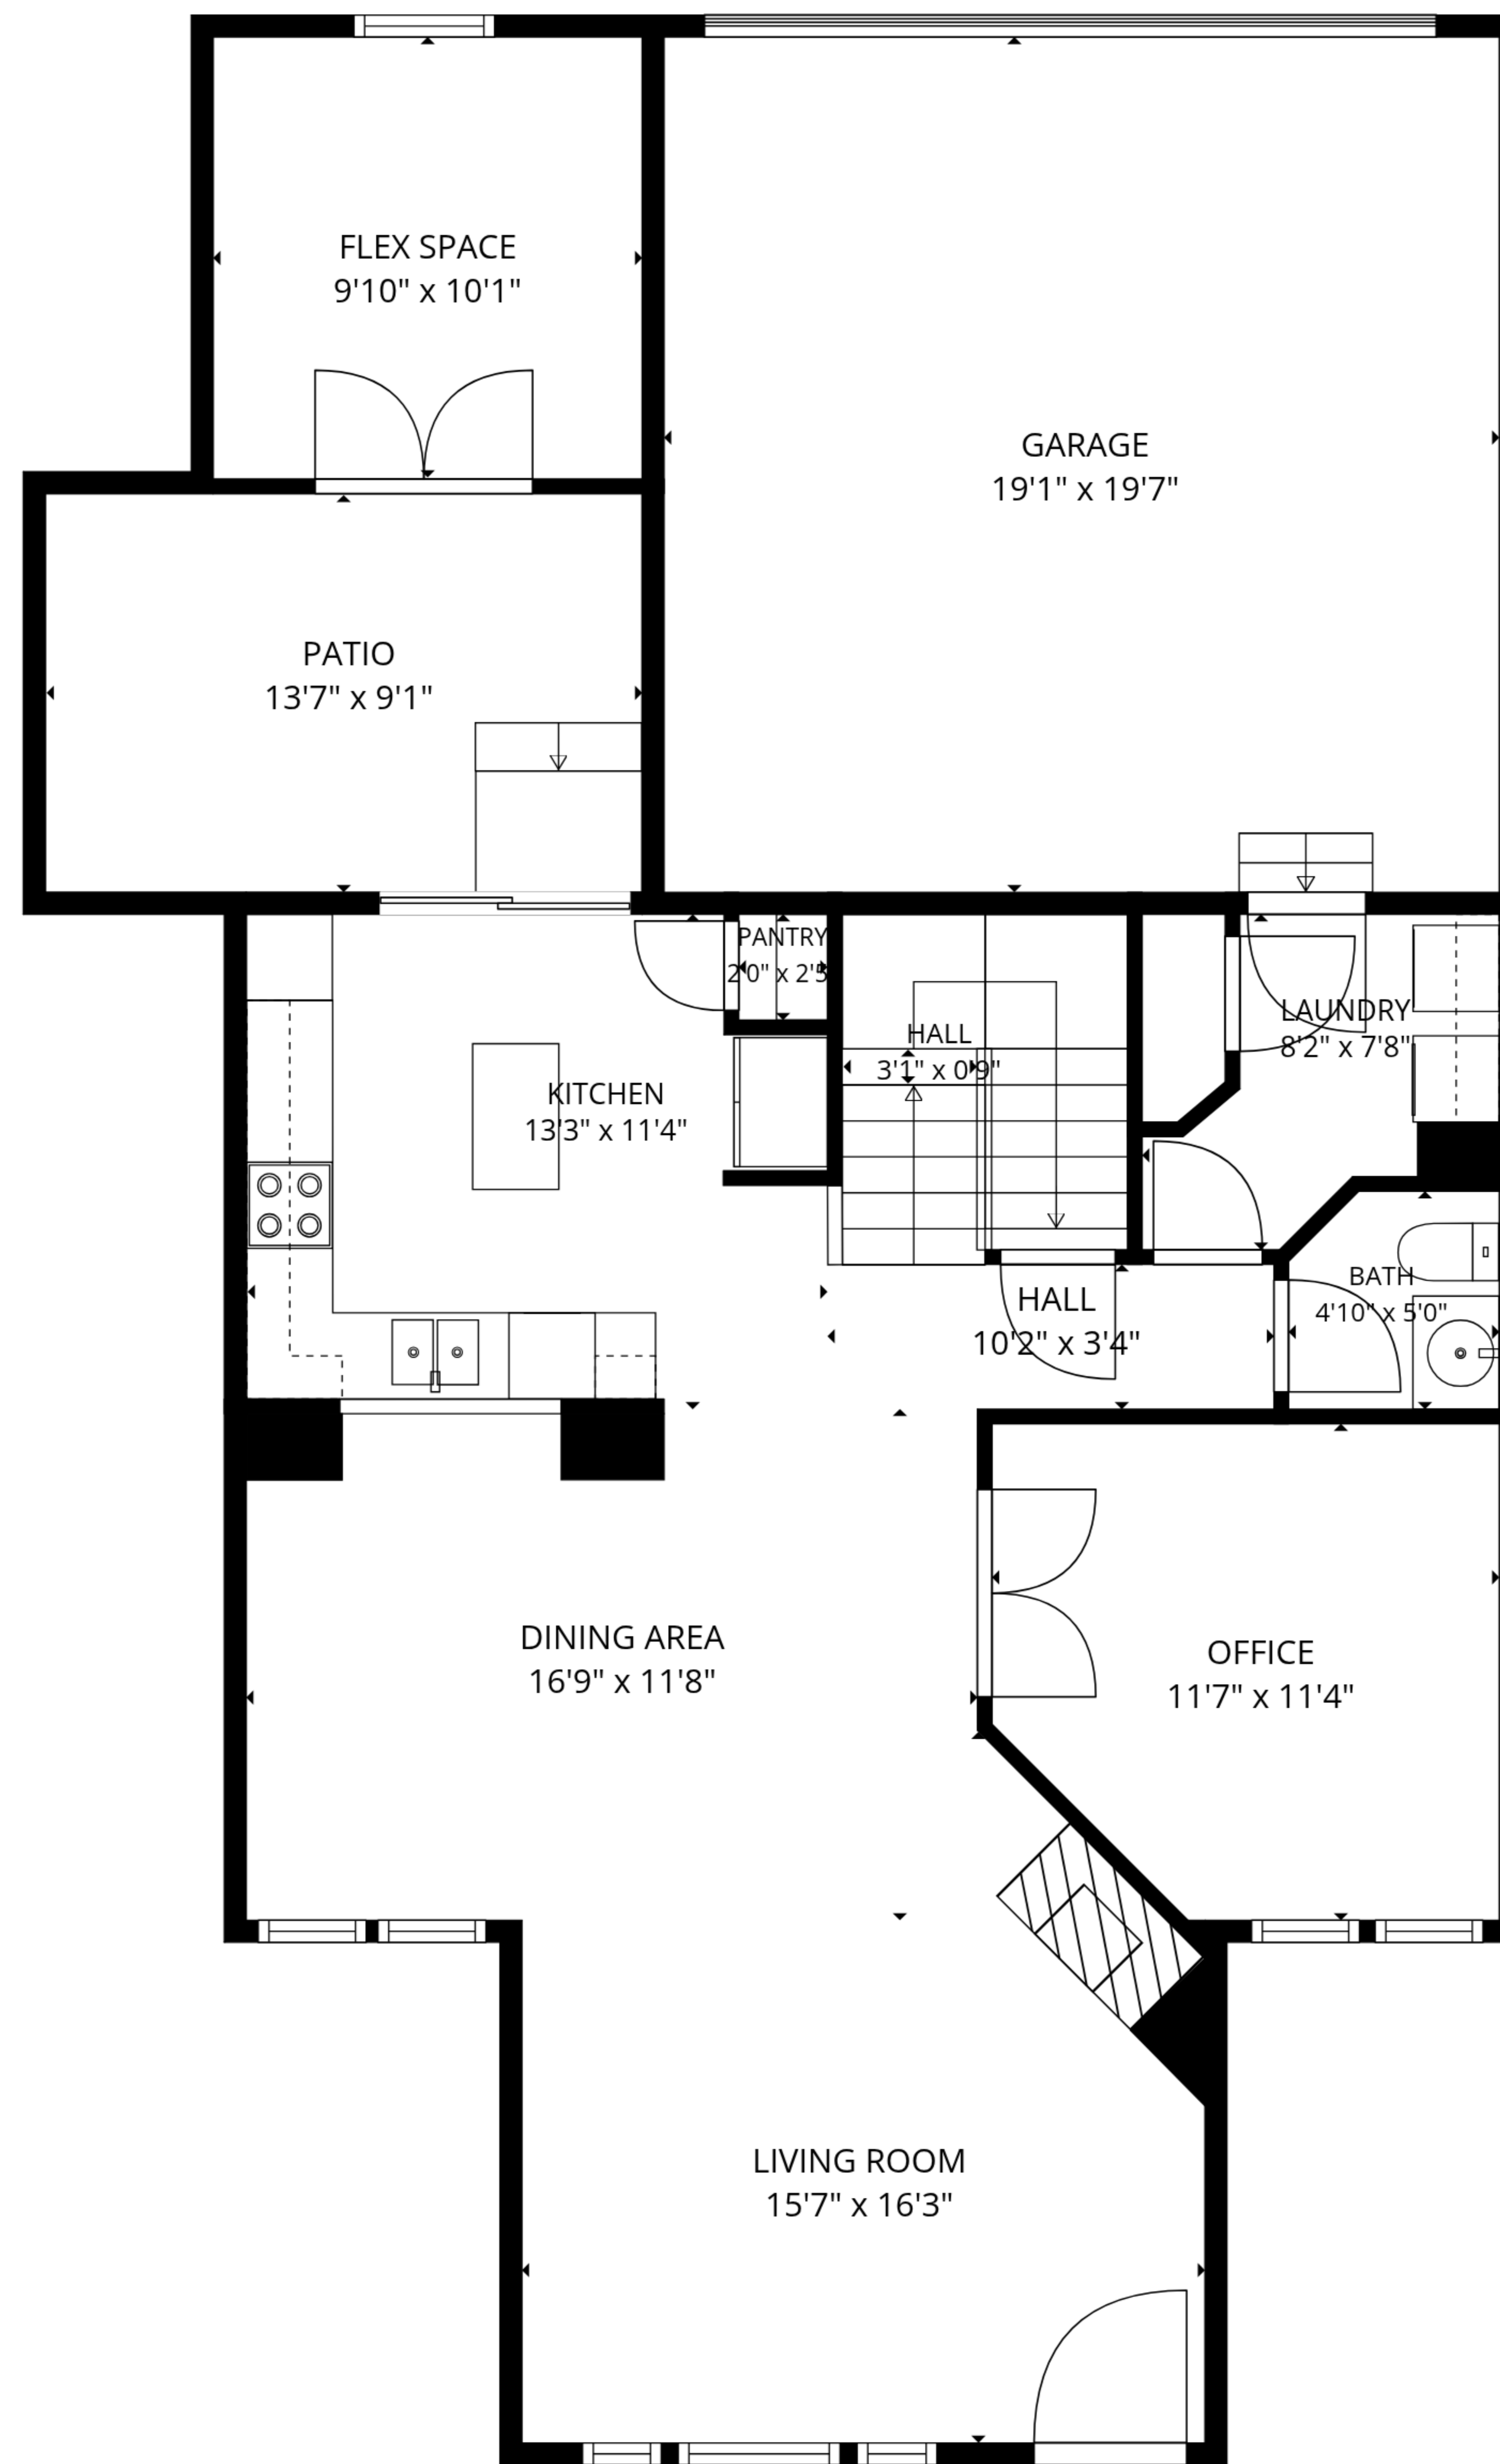 FLEX SPACE
9'10" x 10'1"
GARAGE
19'1" x 19'7"
PATIO
13'7" x 9'1"
PANTRY
2'0" x 2'5
HALL
3'1" x 0'9"
LAUNDRY
8'2" x 7'8"
KITCHEN
13'3" x 11'4"
BATH
4'10" x 5'0"
HALL
10'2" x 3'4"
DINING AREA
16'9" x 11'8"
OFFICE
11'7" x 11'4"
LIVING ROOM
15'7" x 16'3"